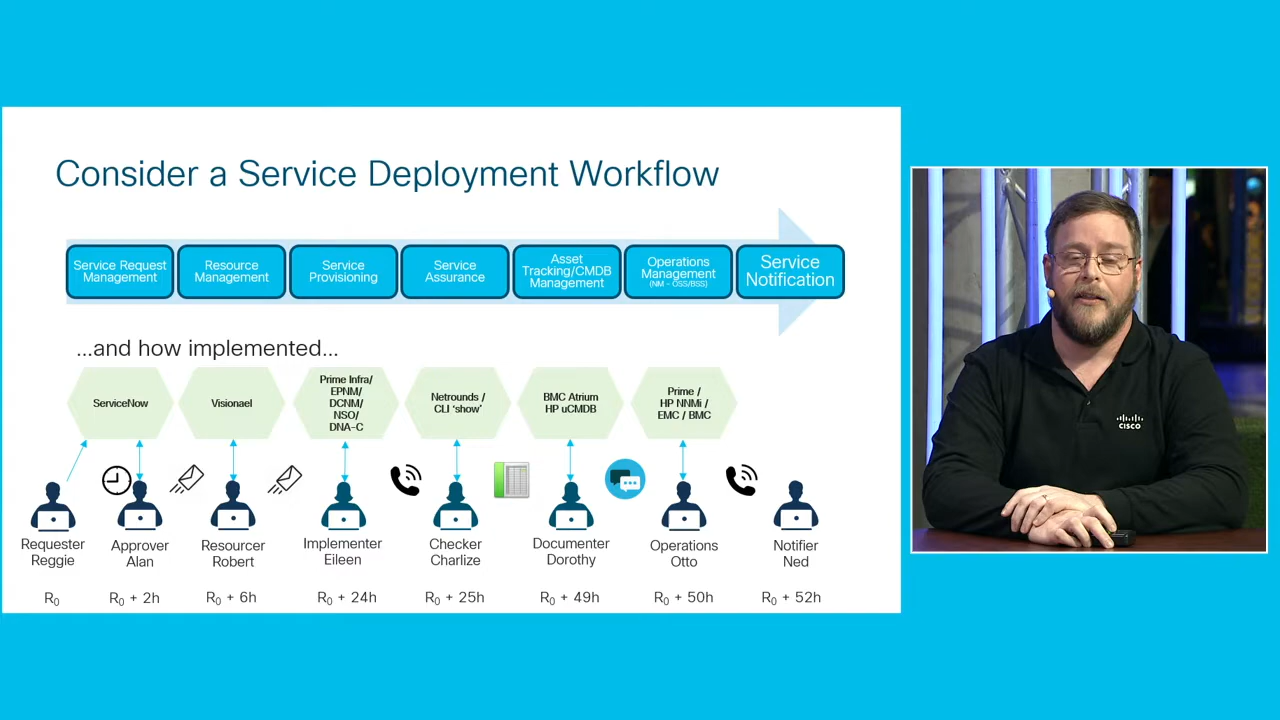 Consider a Service Deployment Workflow
Service Request
Management
Resource
Management
Service
Provisioning
Service
Assurance
Asset
Tracking/CMDB
Management
Operations
Management
(NM - OSS/BSS)
Service
Notification
...and how implemented...
ServiceNow
Visionael
Prime Infra/
EPNM/
DCNM/
NSO/
DNA-C
Netrounds /
CLI 'show'
BMC Atrium
HP uCMDB
Prime /
HP NNMi /
EMC / BMC
Requester
Reggie
Approver
Alan
Resourcer
Robert
Implementer
Eileen
Checker
Charlize
Documenter
Dorothy
Operations
Otto
Notifier
Ned
R0
R0 + 2h
R0 + 6h
R0 + 24h
R0 + 25h
R0 + 49h
R0 + 50h
R0 + 52h
CISCO